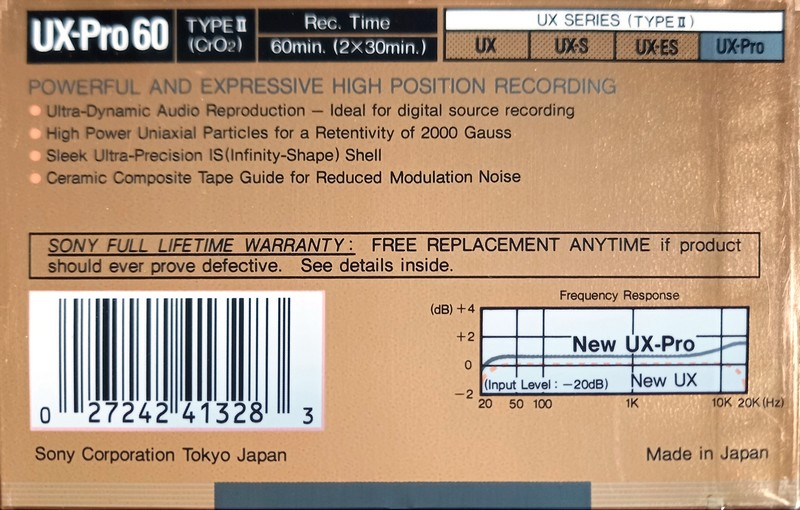 UX-Pro 60
TYPE II
(CrO2)
Rec. Time
60min. (2×30min.)
UX SERIES (TYPE II)
UX UX-S UX-ES UX-Pro
POWERFUL AND EXPRESSIVE HIGH POSITION RECORDING
● Ultra-Dynamic Audio Reproduction — Ideal for digital source recording
● High Power Uniaxial Particles for a Retentivity of 2000 Gauss
● Sleek Ultra-Precision IS(Infinity-Shape) Shell
● Ceramic Composite Tape Guide for Reduced Modulation Noise
SONY FULL LIFETIME WARRANTY: FREE REPLACEMENT ANYTIME if product
should ever prove defective. See details inside.
0 27242 41328 3
Frequency Response
(dB) +4
+2
0
−2
New UX-Pro
(Input Level : −20dB) New UX
20 50 100 1K 10K 20K (Hz)
Sony Corporation Tokyo Japan
Made in Japan